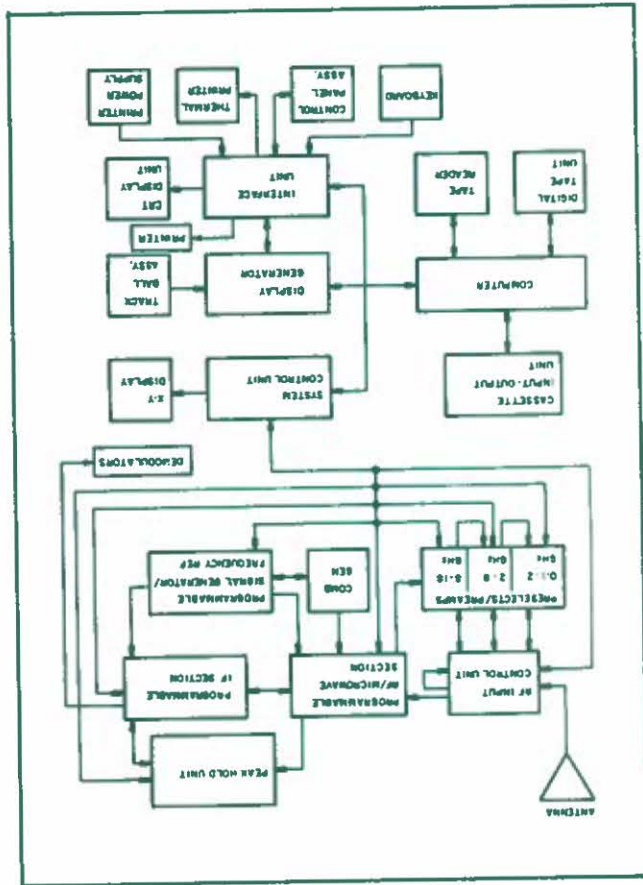 ANTENNA
PEAK HOLD UNIT
RF INPUT
CONTROL UNIT
PROGRAMMABLE
RF/MICROWAVE
SECTION
PROGRAMMABLE
IF SECTION
PRESELECTS/PREAMPS
0.1-2
GHz
2-8
GHz
8-18
GHz
COMB
GEN
PROGRAMMABLE
SIGNAL GENERATOR/
FREQUENCY REF
DEMODULATORS
CASSETTE
INPUT-OUTPUT
UNIT
SYSTEM
CONTROL UNIT
X-Y
DISPLAY
COMPUTER
DISPLAY
GENERATOR
TRACK
BALL
ASSY.
PRINTER
DIGITAL
TAPE
UNIT
TAPE
READER
INTERFACE
UNIT
CRT
DISPLAY
UNIT
KEYBOARD
CONTROL
PANEL
ASSY.
THERMAL
PRINTER
PRINTER
POWER
SUPPLY